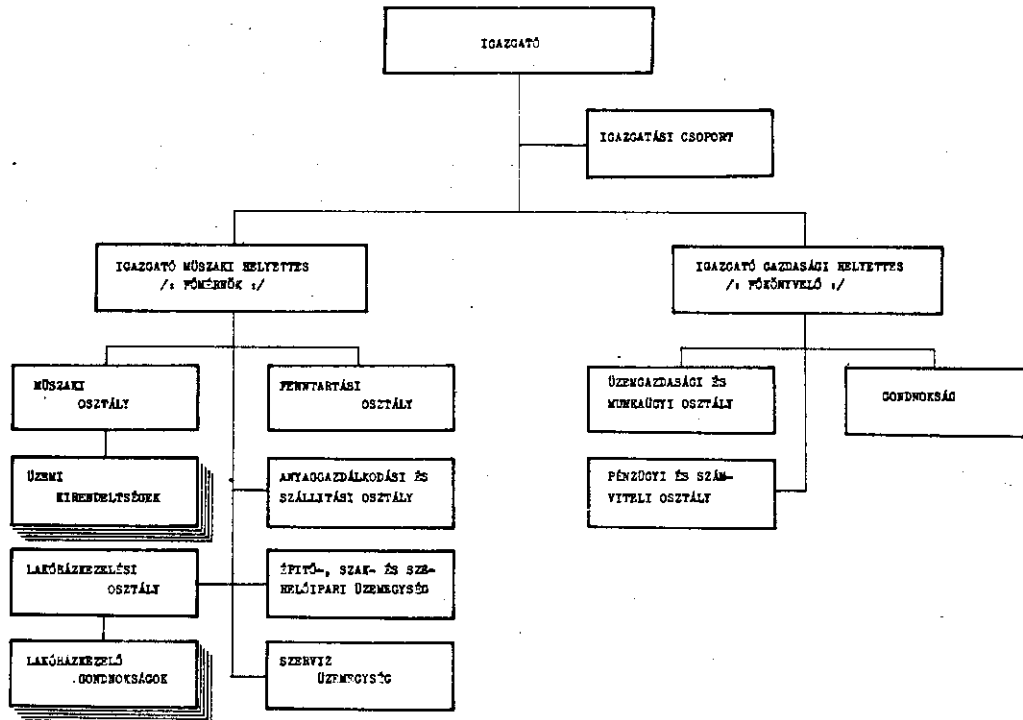 IGAZGATÓ
IGAZGATÁSI CSOPORT
IGAZGATÓ MŰSZAKI HELYETTES
/: FŐMÉRNÖK :/
IGAZGATÓ GAZDASÁGI HELYETTES
/: FŐKÖNYVELŐ :/
MŰSZAKI
OSZTÁLY
FENNTARTÁSI
OSZTÁLY
ÜZEMGAZDASÁGI ÉS
MUNKAÜGYI OSZTÁLY
GONDNOKSÁG
ÜZEMI
KIRENDELTSÉGEK
ANYAGGAZDÁLKODÁSI ÉS
SZÁLLITÁSI OSZTÁLY
PÉNZÜGYI ÉS SZÁM-
VITELI OSZTÁLY
LAKÓHÁZKEZELÉSI
OSZTÁLY
ÉPITŐ-, SZAK- ÉS SZE-
RELŐIPARI ÜZEMEGYSÉG
LAKÓHÁZKEZELŐ
GONDNOKSÁGOK
SZERVIZ
ÜZEMEGYSÉG